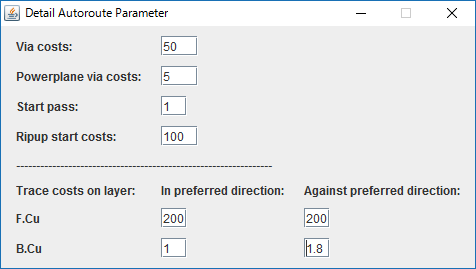 Detail Autoroute Parameter
Via costs: 50
Powerplane via costs: 5
Start pass: 1
Ripup start costs: 100
----------------------------------------------------------------
Trace costs on layer: In preferred direction: Against preferred direction:
F.Cu 200 200
B.Cu 1 1.8